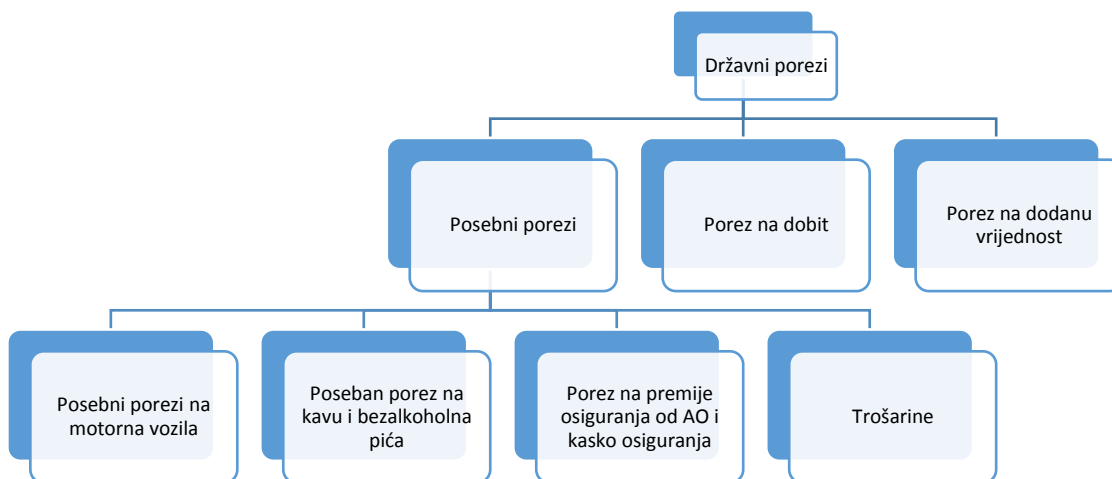 Državni porezi
Posebni porezi
Porez na dobit
Porez na dodanu
vrijednost
Posebni porezi na
motorna vozila
Poseban porez na
kavu i bezalkoholna
pića
Porez na premije
osiguranja od AO i
kasko osiguranja
Trošarine